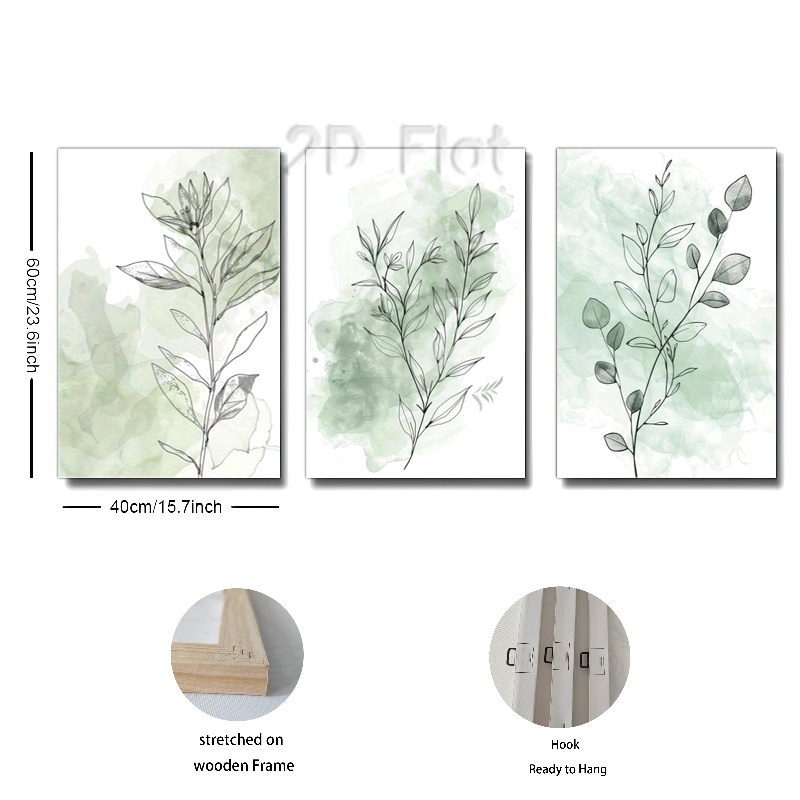 2D Flat
60cm/23.6inch
40cm/15.7inch
stretched on
wooden Frame
Hook
Ready to Hang